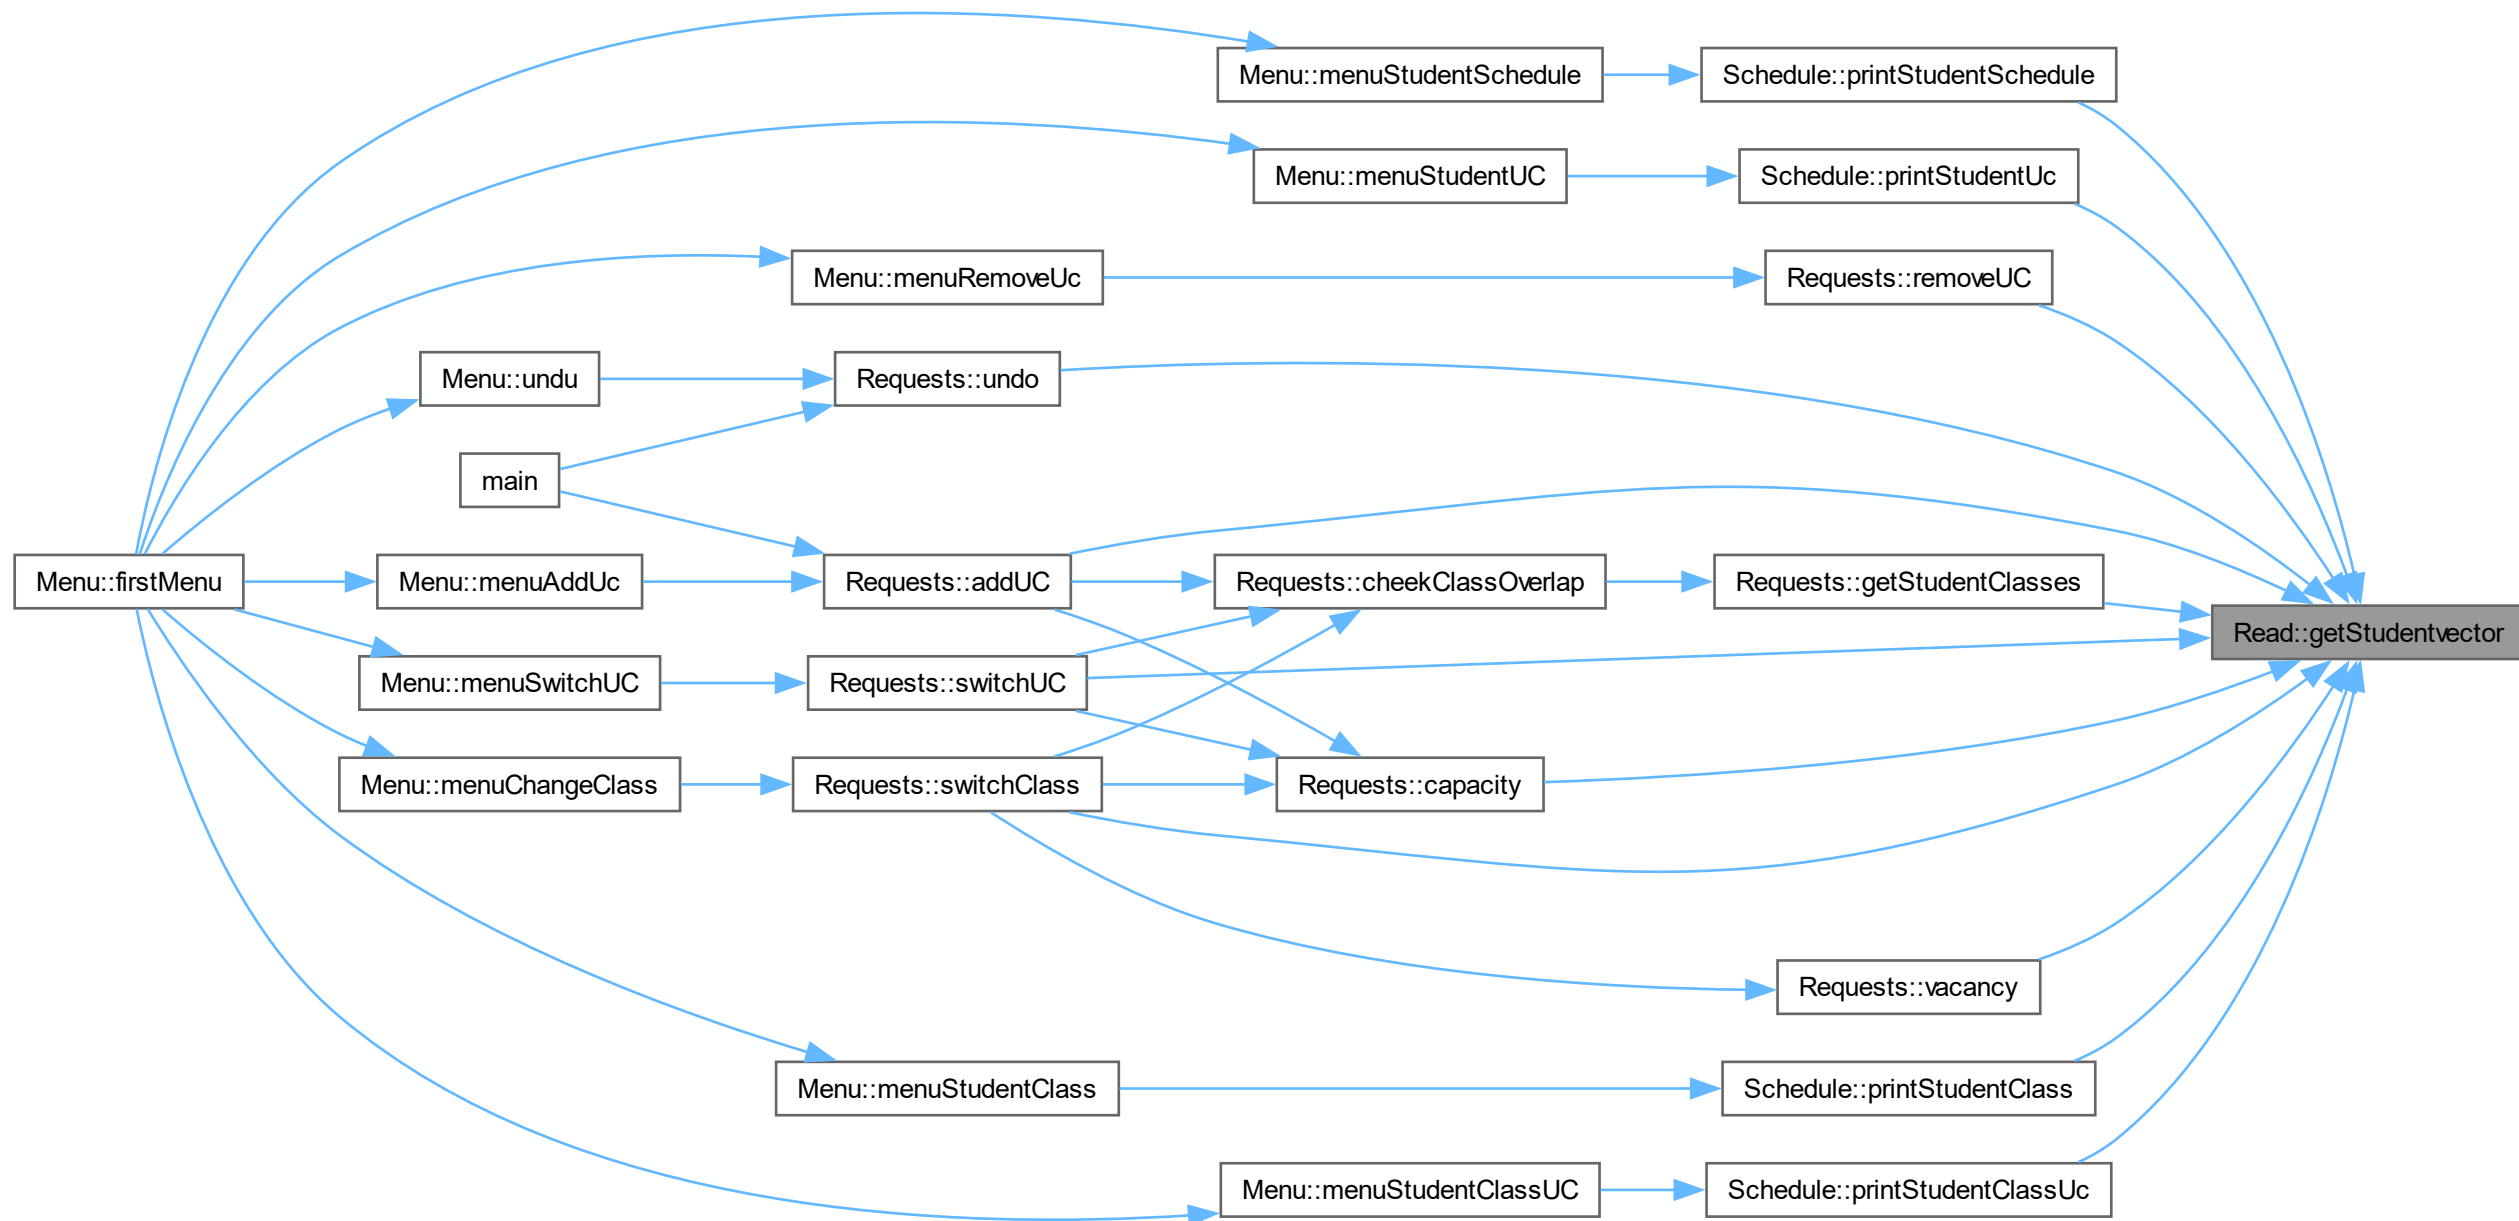 Menu::menuStudentSchedule
Schedule::printStudentSchedule
Menu::menuStudentUC
Schedule::printStudentUc
Menu::menuRemoveUc
Requests::removeUC
Menu::undu
Requests::undo
main
Menu::firstMenu
Menu::menuAddUc
Requests::addUC
Requests::cheekClassOverlap
Requests::getStudentClasses
Read::getStudentvector
Menu::menuSwitchUC
Requests::switchUC
Menu::menuChangeClass
Requests::switchClass
Requests::capacity
Requests::vacancy
Menu::menuStudentClass
Schedule::printStudentClass
Menu::menuStudentClassUC
Schedule::printStudentClassUc